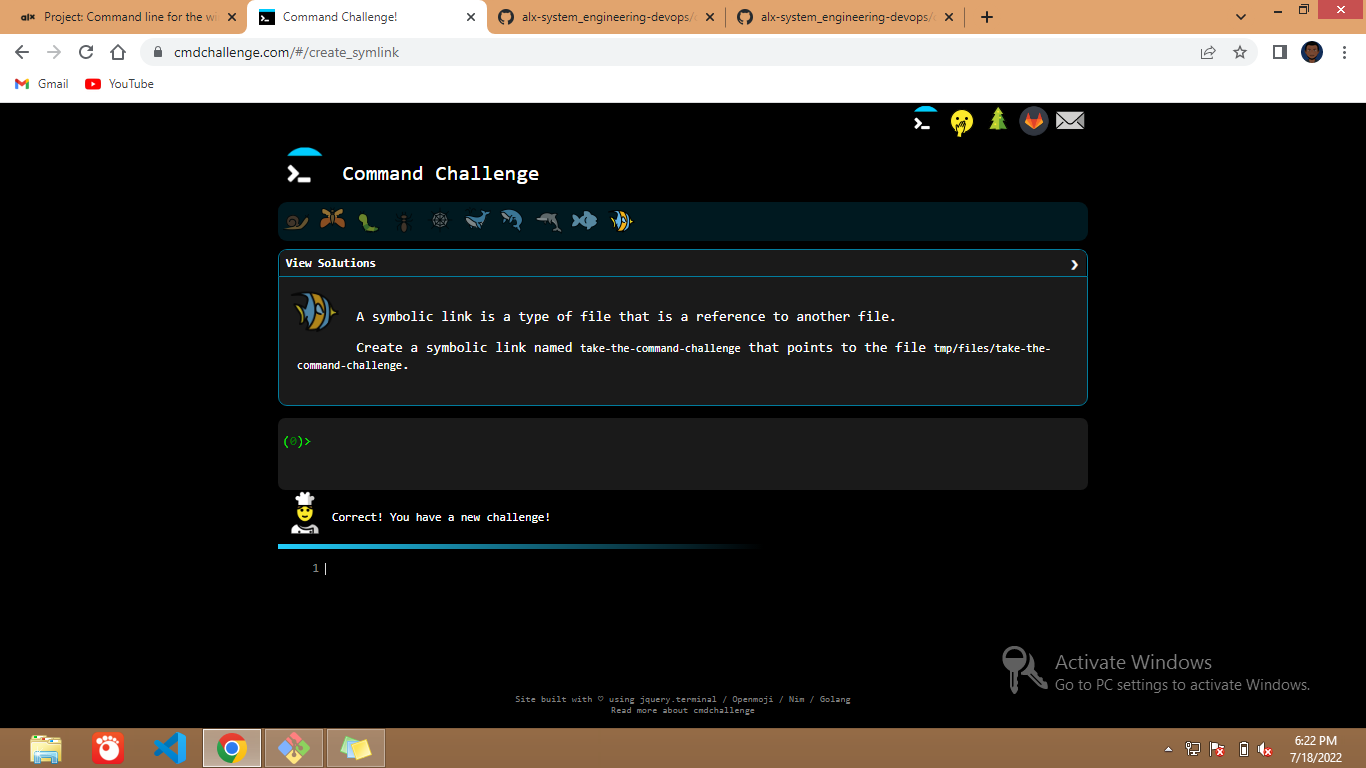 alx Project: Command line for the wi
Command Challenge!
alx-system_engineering-devops/c
alx-system_engineering-devops/c
cmdchallenge.com/#/create_symlink
Gmail YouTube
Command Challenge
View Solutions
A symbolic link is a type of file that is a reference to another file.
Create a symbolic link named take-the-command-challenge that points to the file tmp/files/take-the-
command-challenge.
(0)>
Correct! You have a new challenge!
1
Activate Windows
Go to PC settings to activate Windows.
Site built with ♡ using jquery.terminal / Openmoji / Nim / Golang
Read more about cmdchallenge
6:22 PM
7/18/2022